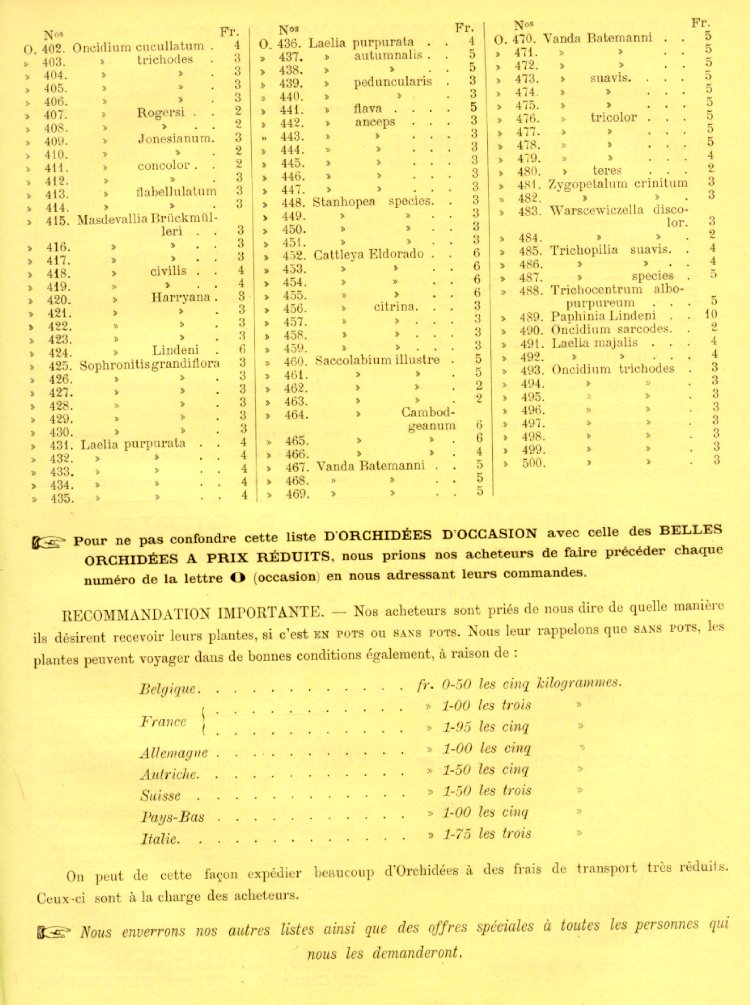 Nos Fr.
O. 402. Oncidium cucullatum . 4
» 403. » trichodes . 3
» 404. » » . 3
» 405. » » . 3
» 406. » » . 3
» 407. » Rogersi . . 2
» 408. » » . . 2
» 409. » Jonesianum. 3
» 410. » » . 2
» 411. » concolor . . 2
» 412. » » . . 3
» 413. » flabellulatum 3
» 414. » » . . 3
» 415. Masdevallia Brückmül-
leri . . 3
» 416. » » . . 3
» 417. » » . . 3
» 418. » civilis . . 4
» 419. » » . . 4
» 420. » Harryana . 3
» 421. » » . 3
» 422. » » . 3
» 423. » » . 3
» 424. » Lindeni . 6
» 425. Sophronitis grandiflora 3
» 426. » » . 3
» 427. » » . 3
» 428. » » . 3
» 429. » » . 3
» 430. » » . 3
» 431. Laelia purpurata . . 4
» 432. » » . . 4
» 433. » » . . 4
» 434. » » . . 4
» 435. » » . . 4
Nos Fr.
O. 436. Laelia purpurata . . 4
» 437. » autumnalis . . 5
» 438. » » . . 5
» 439. » peduncularis . 3
» 440. » » . 3
» 441. » flava . . . . 5
» 442. » anceps . . . 3
» 443. » » . . . 3
» 444. » » . . . 3
» 445. » » . . . 3
» 446. » » . . . 3
» 447. » » . . . 3
» 448. Stanhopea species. . 3
» 449. » » . . 3
» 450. » » . . 3
» 451. » » . . 3
» 452. Cattleya Eldorado . . 6
» 453. » » . . 6
» 454. » » . . 6
» 455. » » . . 6
» 456. » citrina. . . 3
» 457. » » . . . 3
» 458. » » . . . 3
» 459. » » . . . 3
» 460. Saccolabium illustre . 5
» 461. » » . . 5
» 462. » » . . 2
» 463. » » . . 2
» 464. » Cambod-
geanum 6
» 465. » » . 6
» 466. » » . 4
» 467. Vanda Batemanni . . 5
» 468. » » . . 5
» 469. » » . . 5
Nos Fr.
O. 470. Vanda Batemanni . . 5
» 471. » » . . 5
» 472. » » . . 5
» 473. » suavis. . . . 5
» 474. » » . . . 5
» 475. » » . . . 5
» 476. » tricolor . . . 5
» 477. » » . . . 5
» 478. » » . . . 5
» 479. » » . . . 4
» 480. » teres . . . 2
» 481. Zygopetalum crinitum 3
» 482. » » . 3
» 483. Warscewiczella disco-
lor. 3
» 484. » » 2
» 485. Trichopilia suavis. . 4
» 486. » » . . 4
» 487. » species . 5
» 488. Trichocentrum albo-
purpureum . . 5
» 489. Paphinia Lindeni . . 10
» 490. Oncidium sarcodes. . 2
» 491. Laelia majalis . . . 4
» 492. » » . . . 4
» 493. Oncidium trichodes . 3
» 494. » » . 3
» 495. » » . 3
» 496. » » . 3
» 497. » » . 3
» 498. » » . 3
» 499. » » . 3
» 500. » » . 3
Pour ne pas confondre cette liste D'ORCHIDÉES D'OCCASION avec celle des BELLES
ORCHIDÉES A PRIX RÉDUITS, nous prions nos acheteurs de faire précéder chaque
numéro de la lettre O (occasion) en nous adressant leurs commandes.
RECOMMANDATION IMPORTANTE. — Nos acheteurs sont priés de nous dire de quelle manière
ils désirent recevoir leurs plantes, si c'est EN POTS OU SANS POTS. Nous leur rappelons que SANS POTS, les
plantes peuvent voyager dans de bonnes conditions également, à raison de :
Belgique. . . . . . . . . . . . fr. 0-50 les cinq kilogrammes.
France { . . . . . . . . . . » 1-00 les trois »
. . . . . . . . . . » 1-95 les cinq »
Allemagne . . . . . . . . . . » 1-00 les cinq »
Autriche. . . . . . . . . . . » 1-50 les cinq »
Suisse . . . . . . . . . . . » 1-50 les trois »
Pays-Bas . . . . . . . . . . » 1-00 les cinq »
Italie. . . . . . . . . . . . » 1-75 les trois »
On peut de cette façon expédier beaucoup d'Orchidées à des frais de transport très réduits.
Ceux-ci sont à la charge des acheteurs.
Nous enverrons nos autres listes ainsi que des offres spéciales à toutes les personnes qui
nous les demanderont.